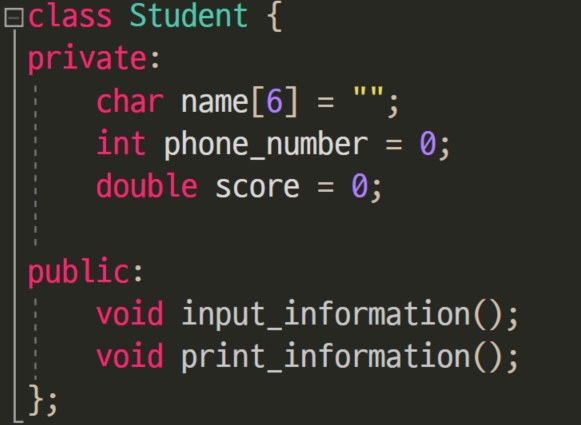 class Student {
private:
    char name[6] = "";
    int phone_number = 0;
    double score = 0;

public:
    void input_information();
    void print_information();
};